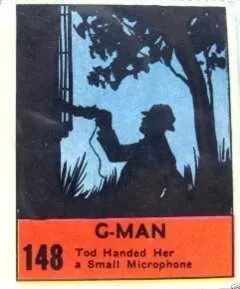 G-MAN
148
Tod Handed Her
a Small Microphone